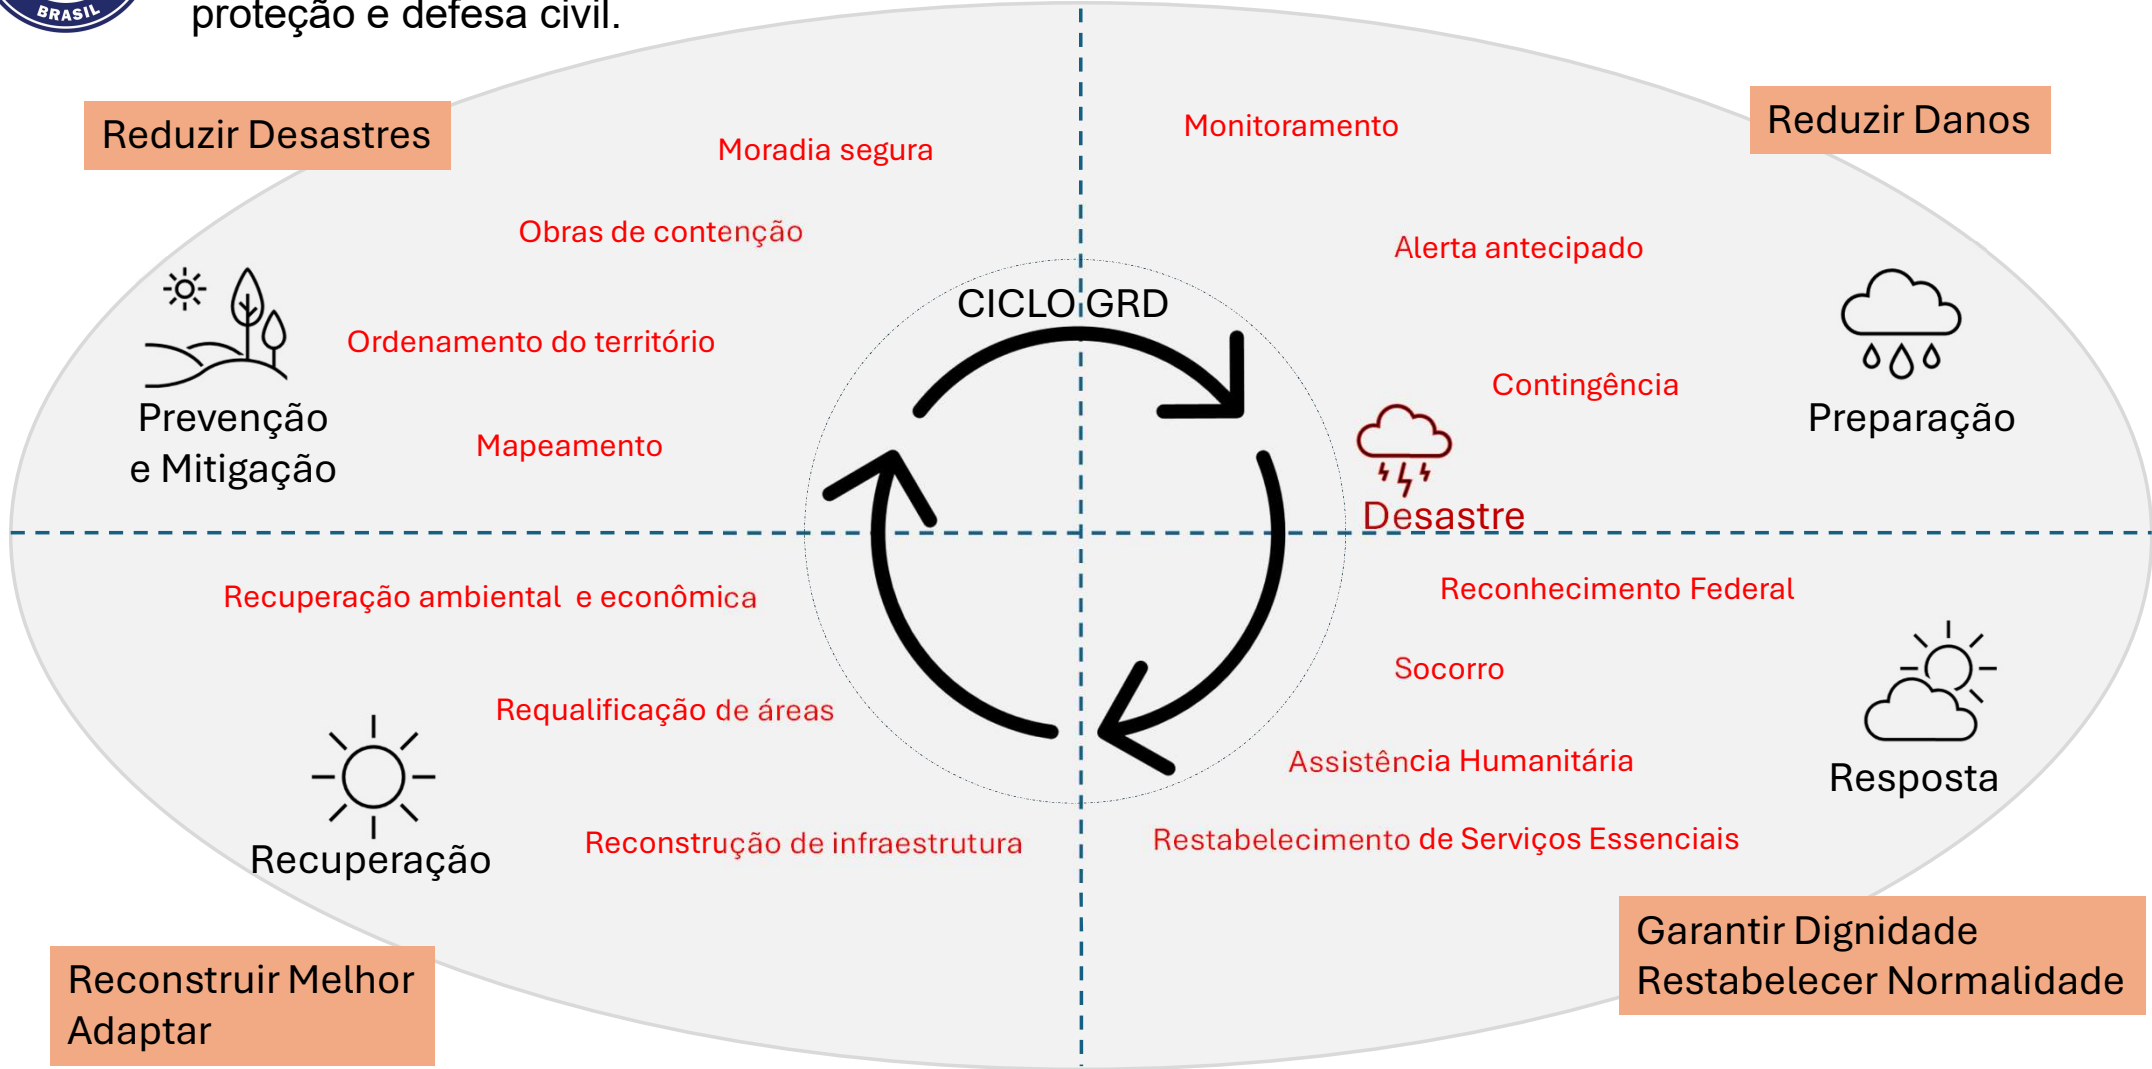 BRASIL
proteção e defesa civil.
Reduzir Desastres
Moradia segura
Obras de contenção
Ordenamento do território
Mapeamento
Prevenção
e Mitigação
Reduzir Danos
Monitoramento
Alerta antecipado
Contingência
Preparação
CICLO GRD
Desastre
Reconhecimento Federal
Socorro
Assistência Humanitária
Restabelecimento de Serviços Essenciais
Resposta
Garantir Dignidade
Restabelecer Normalidade
Recuperação ambiental e econômica
Requalificação de áreas
Reconstrução de infraestrutura
Recuperação
Reconstruir Melhor
Adaptar